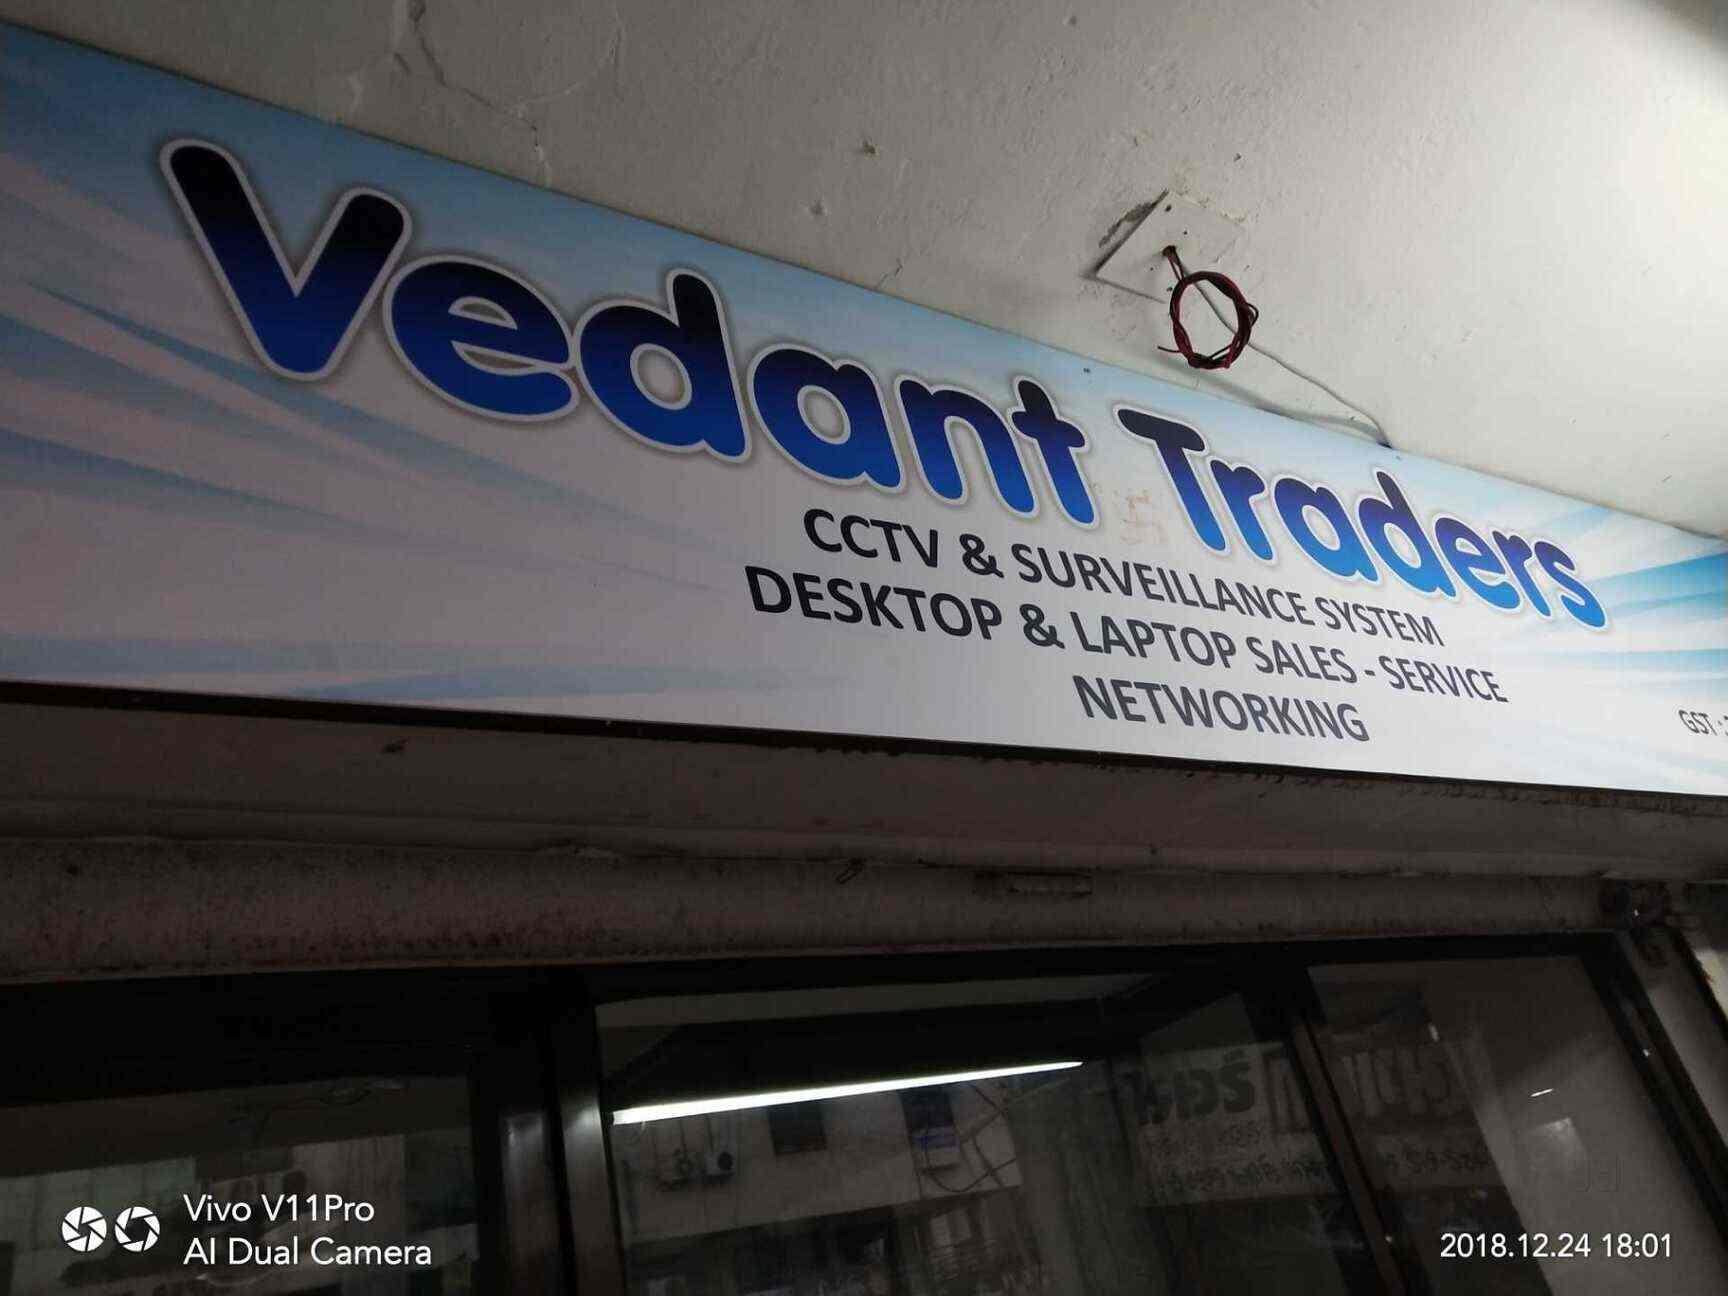 Vedant Traders
CCTV & SURVEILLANCE SYSTEM
DESKTOP & LAPTOP SALES - SERVICE
NETWORKING
GST :
Vivo V11Pro
AI Dual Camera
2018.12.24 18:01